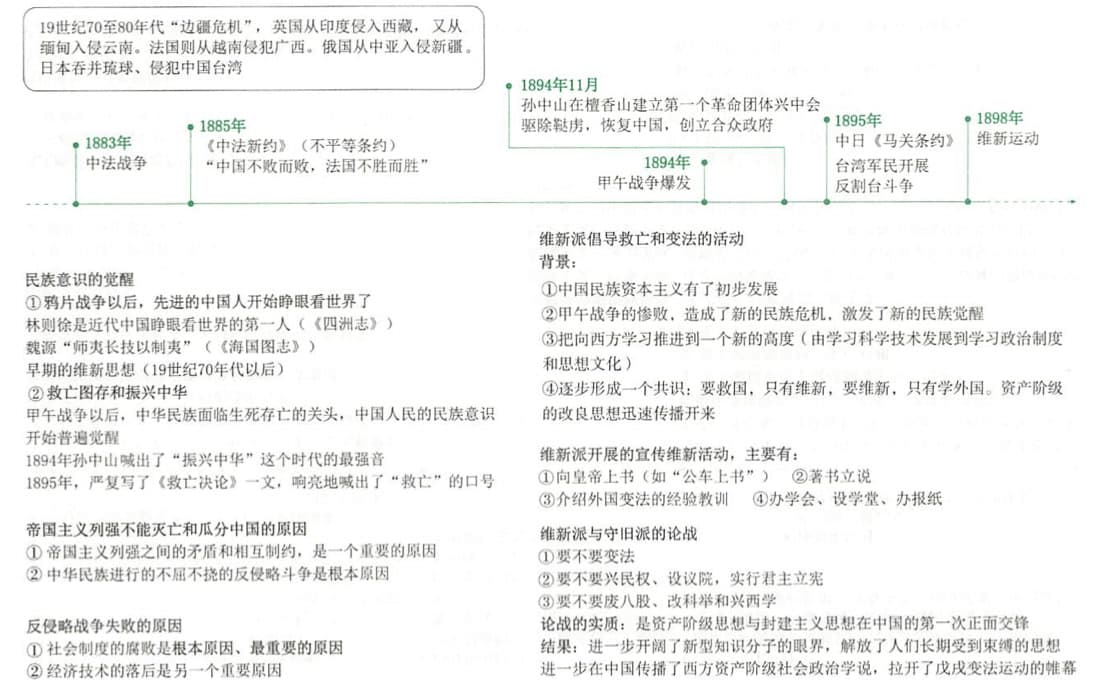 19世纪70至80年代“边疆危机”，英国从印度侵入西藏，又从
缅甸入侵云南。法国则从越南侵犯广西。俄国从中亚入侵新疆。
日本吞并琉球、侵犯中国台湾
1883年
中法战争
1885年
《中法新约》（不平等条约）
“中国不败而败，法国不胜而胜”
1894年11月
孙中山在檀香山建立第一个革命团体兴中会
驱除鞑虏，恢复中国，创立合众政府
1894年
甲午战争爆发
1895年
中日《马关条约》
台湾军民开展
反割台斗争
1898年
维新运动
民族意识的觉醒
①鸦片战争以后，先进的中国人开始睁眼看世界了
林则徐是近代中国睁眼看世界的第一人（《四洲志》）
魏源“师夷长技以制夷”（《海国图志》）
早期的维新思想（19世纪70年代以后）
②救亡图存和振兴中华
甲午战争以后，中华民族面临生死存亡的关头，中国人民的民族意识
开始普遍觉醒
1894年孙中山喊出了“振兴中华”这个时代的最强音
1895年，严复写了《救亡决论》一文，响亮地喊出了“救亡”的口号
帝国主义列强不能灭亡和瓜分中国的原因
①帝国主义列强之间的矛盾和相互制约，是一个重要的原因
②中华民族进行的不屈不挠的反侵略斗争是根本原因
反侵略战争失败的原因
①社会制度的腐败是根本原因、最重要的原因
②经济技术的落后是另一个重要原因
维新派倡导救亡和变法的活动
背景：
①中国民族资本主义有了初步发展
②甲午战争的惨败，造成了新的民族危机，激发了新的民族觉醒
③把向西方学习推进到一个新的高度（由学习科学技术发展到学习政治制度
和思想文化）
④逐步形成一个共识：要救国，只有维新，要维新，只有学外国。资产阶级
的改良思想迅速传播开来
维新派开展的宣传维新活动，主要有：
①向皇帝上书（如“公车上书”） ②著书立说
③介绍外国变法的经验教训 ④办学会、设学堂、办报纸
维新派与守旧派的论战
①要不要变法
②要不要兴民权、设议院，实行君主立宪
③要不要废八股、改科举和兴西学
论战的实质：是资产阶级思想与封建主义思想在中国的第一次正面交锋
结果：进一步开阔了新型知识分子的眼界，解放了人们长期受束缚的思想
进一步在中国传播了西方资产阶级社会政治学说，拉开了戊戌变法运动的帷幕